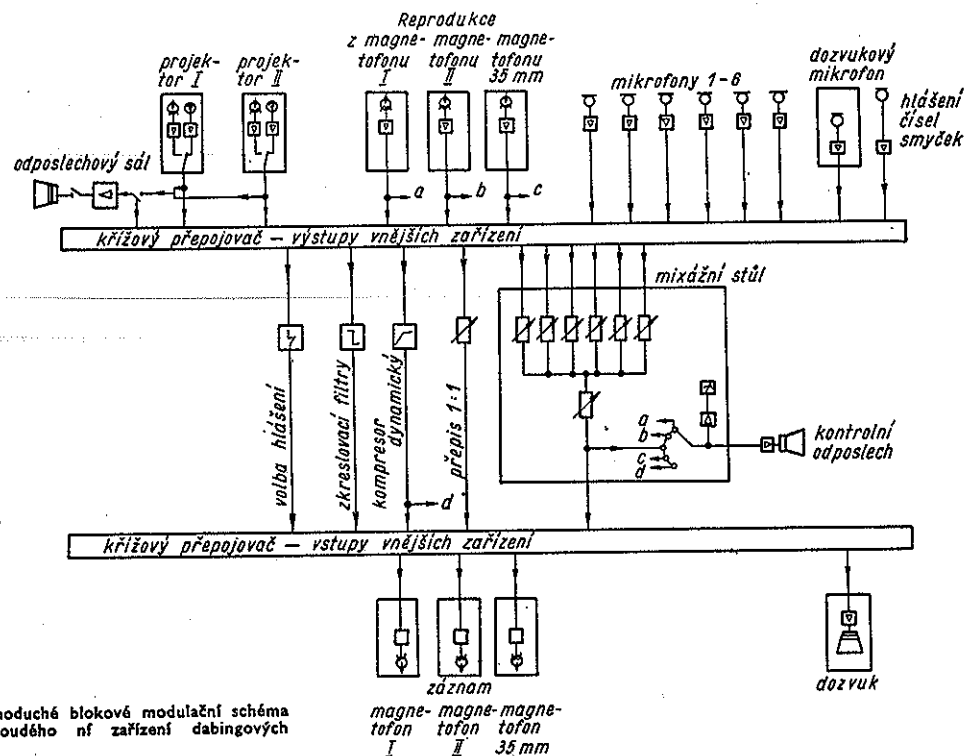 Reprodukce
z magne-
tofonu
I
magne-
tofonu
II
magne-
tofonu
35 mm
projek-
tor I
projek-
tor II
mikrofony 1-6
dozvukový
mikrofon
hlášení
čísel
smyček
odposlechový sál
a
b
c
křížový přepojovač — výstupy vnějších zařízení
mixážní stůl
volba hlášení
zkreslovací filtry
kompresor
dynamický
přepis 1:1
d
a
b
c
d
kontrolní
odposlech
křížový přepojovač — vstupy vnějších zařízení
záznam
magne-
tofon
I
magne-
tofon
II
magne-
tofon
35 mm
dozvuk
noduché blokové modulační schéma
oudého nf zařízení dabingových